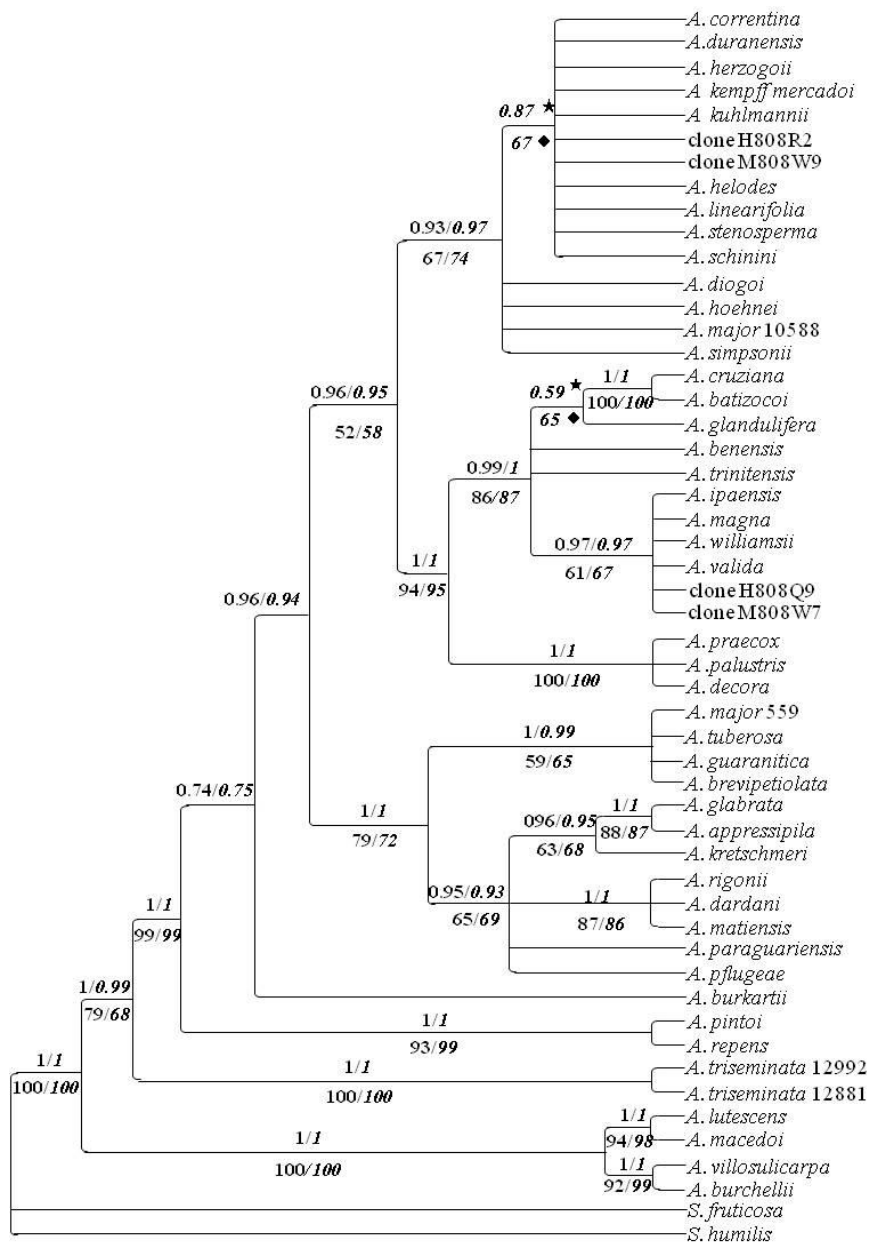 A. correntina
A. duranensis
A. herzogoii
A kempff mercadoi
0.87 ★
A kuhlmannii
67 ◆
clone H808R2
clone M808W9
A. helodes
A. linearifolia
0.93/0.97
A. stenosperma
67/74
A. schinini
A. diogoi
A. hoehnei
A. major 10588
A. simpsonii
1/1
A. cruziana
0.96/0.95
0.59 ★
100/100
A. batizocoi
52/58
65 ◆
A. glandulifera
A. benensis
0.99/1
A. trinitensis
86/87
A. ipaensis
A. magna
0.97/0.97
A. williamsii
1/1
A. valida
61/67
94/95
clone H808Q9
0.96/0.94
clone M808W7
A. praecox
1/1
A .palustris
100/100
A. decora
A. major 559
1/0.99
A. tuberosa
59/65
A. guaranitica
0.74/0.75
A. brevipetiolata
1/1
A. glabrata
1/1
096/0.95
88/87
A. appressipila
79/72
63/68
A. kretschmeri
A. rigonii
0.95/0.93
1/1
A. dardani
1/1
65/69
87/86
A. matiensis
99/99
A. paraguariensis
A. pflugeae
1/0.99
A. burkartii
79/68
1/1
A. pintoi
93/99
A. repens
1/1
1/1
A. triseminata 12992
100/100
100/100
A. triseminata 12881
1/1
A. lutescens
1/1
94/98
A. macedoi
100/100
1/1
A. villosulicarpa
92/99
A. burchellii
S. fruticosa
S. humilis